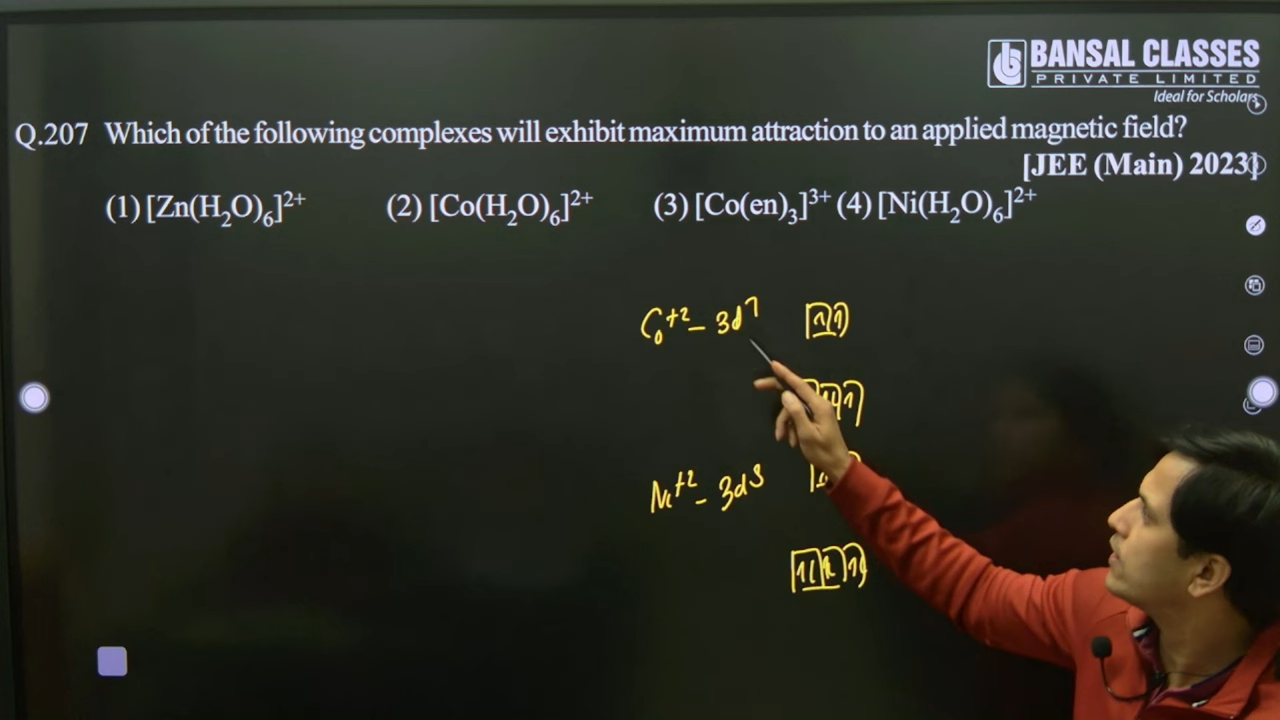 BANSAL CLASSES
PRIVATE LIMITED
Ideal for Scholars
Q.207 Which of the following complexes will exhibit maximum attraction to an applied magnetic field?
[JEE (Main) 2023]
(1) [Zn(H₂O)₆]²⁺ (2) [Co(H₂O)₆]²⁺ (3) [Co(en)₃]³⁺ (4) [Ni(H₂O)₆]²⁺
Co⁺² – 3d⁷
Ni⁺² – 3d⁸